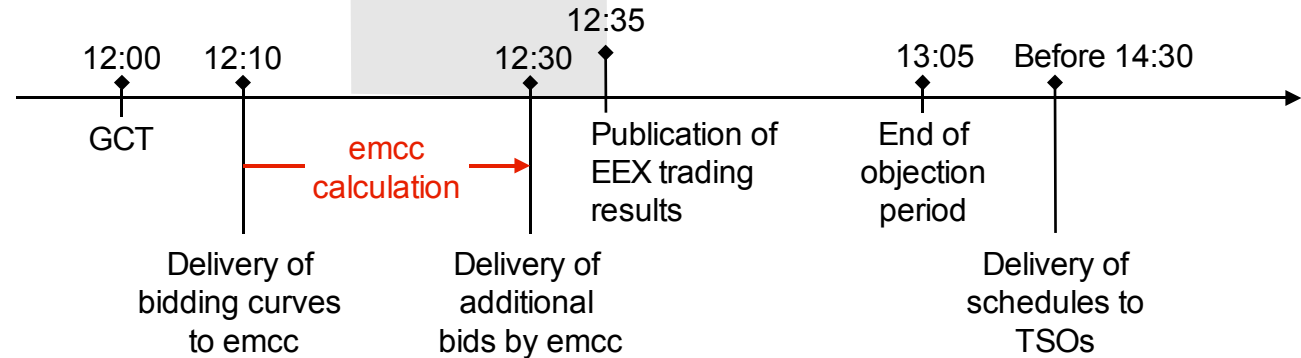 12:35
12:00
12:10
12:30
13:05
Before 14:30
GCT
emcc
calculation
Publication of
EEX trading
results
End of
objection
period
Delivery of
bidding curves
to emcc
Delivery of
additional
bids by emcc
Delivery of
schedules to
TSOs